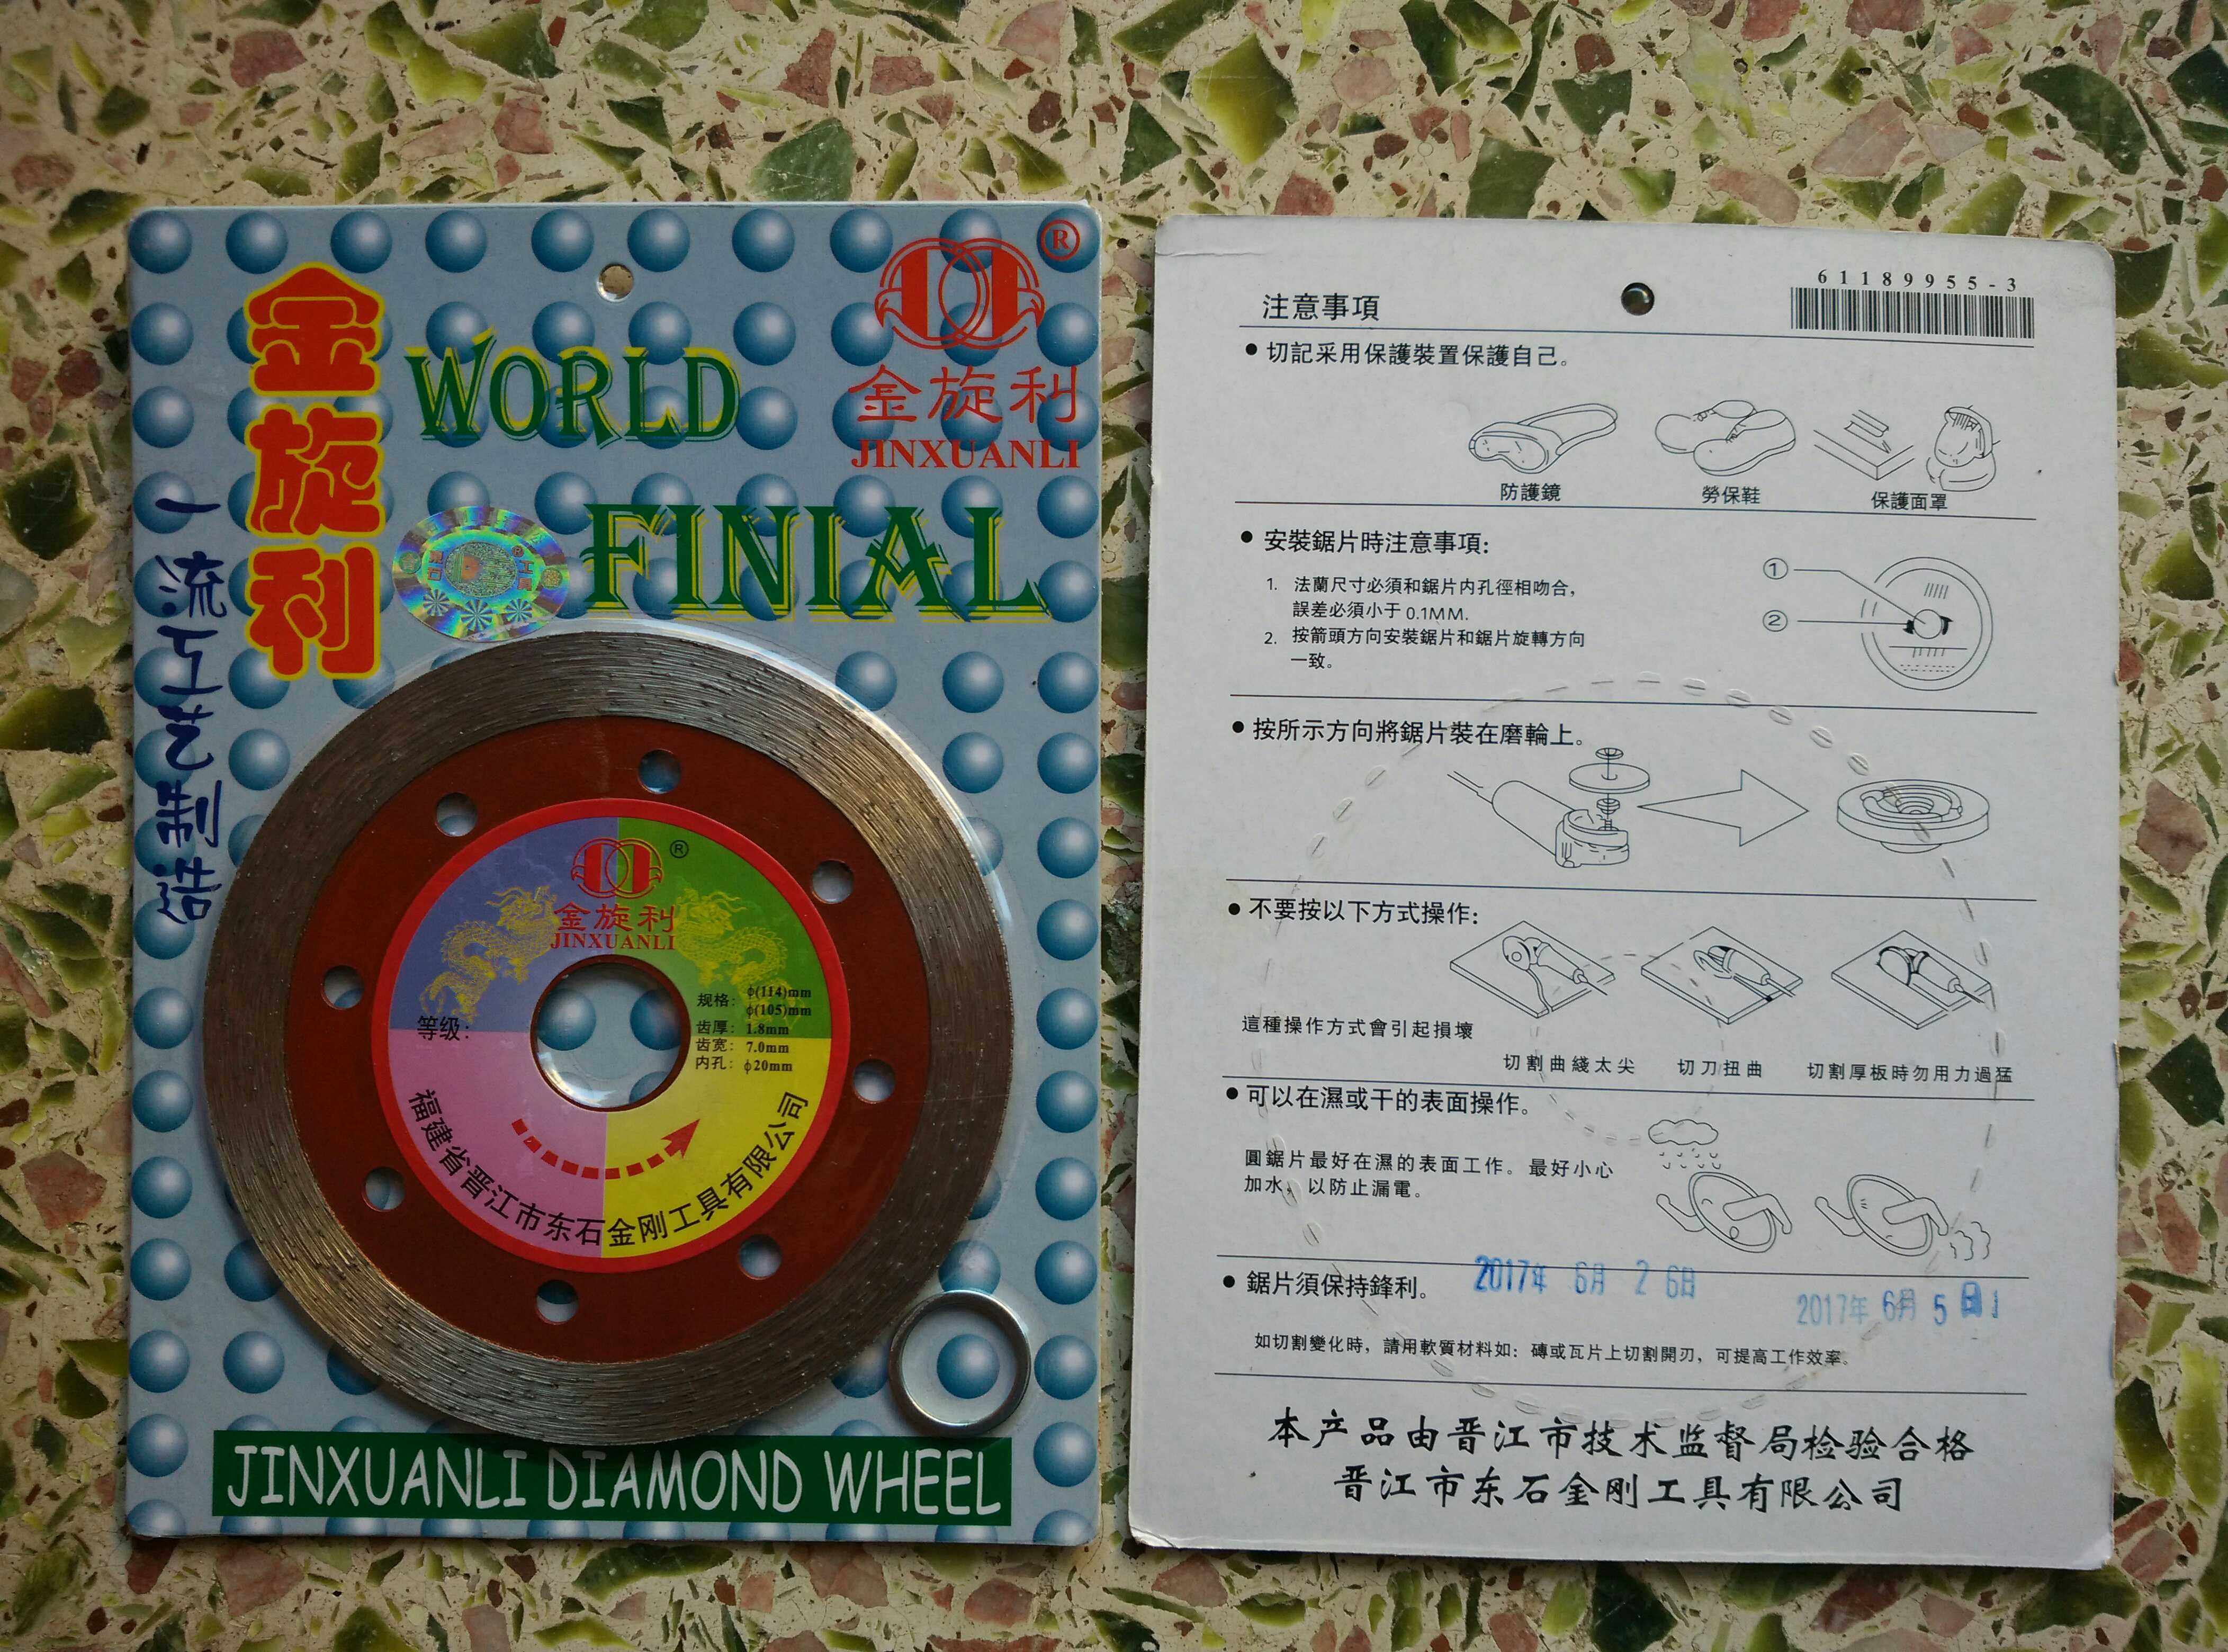 金旋利
一流工艺制造
WORLD
FINIAL
®
金旋利
JINXUANLI
®
金旋利
JINXUANLI
规格: ϕ(114)mm
ϕ(105)mm
齿厚: 1.8mm
齿宽: 7.0mm
内孔: ϕ20mm
等级:
福建省晋江市东石金刚工具有限公司
JINXUANLI DIAMOND WHEEL
61189955-3
注意事項
● 切記采用保護裝置保護自己。
防護鏡 勞保鞋 保護面罩
● 安裝鋸片時注意事項:
1. 法蘭尺寸必須和鋸片内孔徑相吻合，
誤差必須小于 0.1MM.
2. 按箭頭方向安裝鋸片和鋸片旋轉方向
一致。
①
②
● 按所示方向將鋸片裝在磨輪上。
● 不要按以下方式操作:
這種操作方式會引起損壞
切割曲綫太尖 切刀扭曲 切割厚板時勿用力過猛
● 可以在濕或干的表面操作。
圓鋸片最好在濕的表面工作。最好小心
加水，以防止漏電。
● 鋸片須保持鋒利。
2017年 6月 26日
2017年 6月 5日
如切割變化時，請用軟質材料如：磚或瓦片上切割開刃，可提高工作效率。
本产品由晋江市技术监督局检验合格
晋江市东石金刚工具有限公司